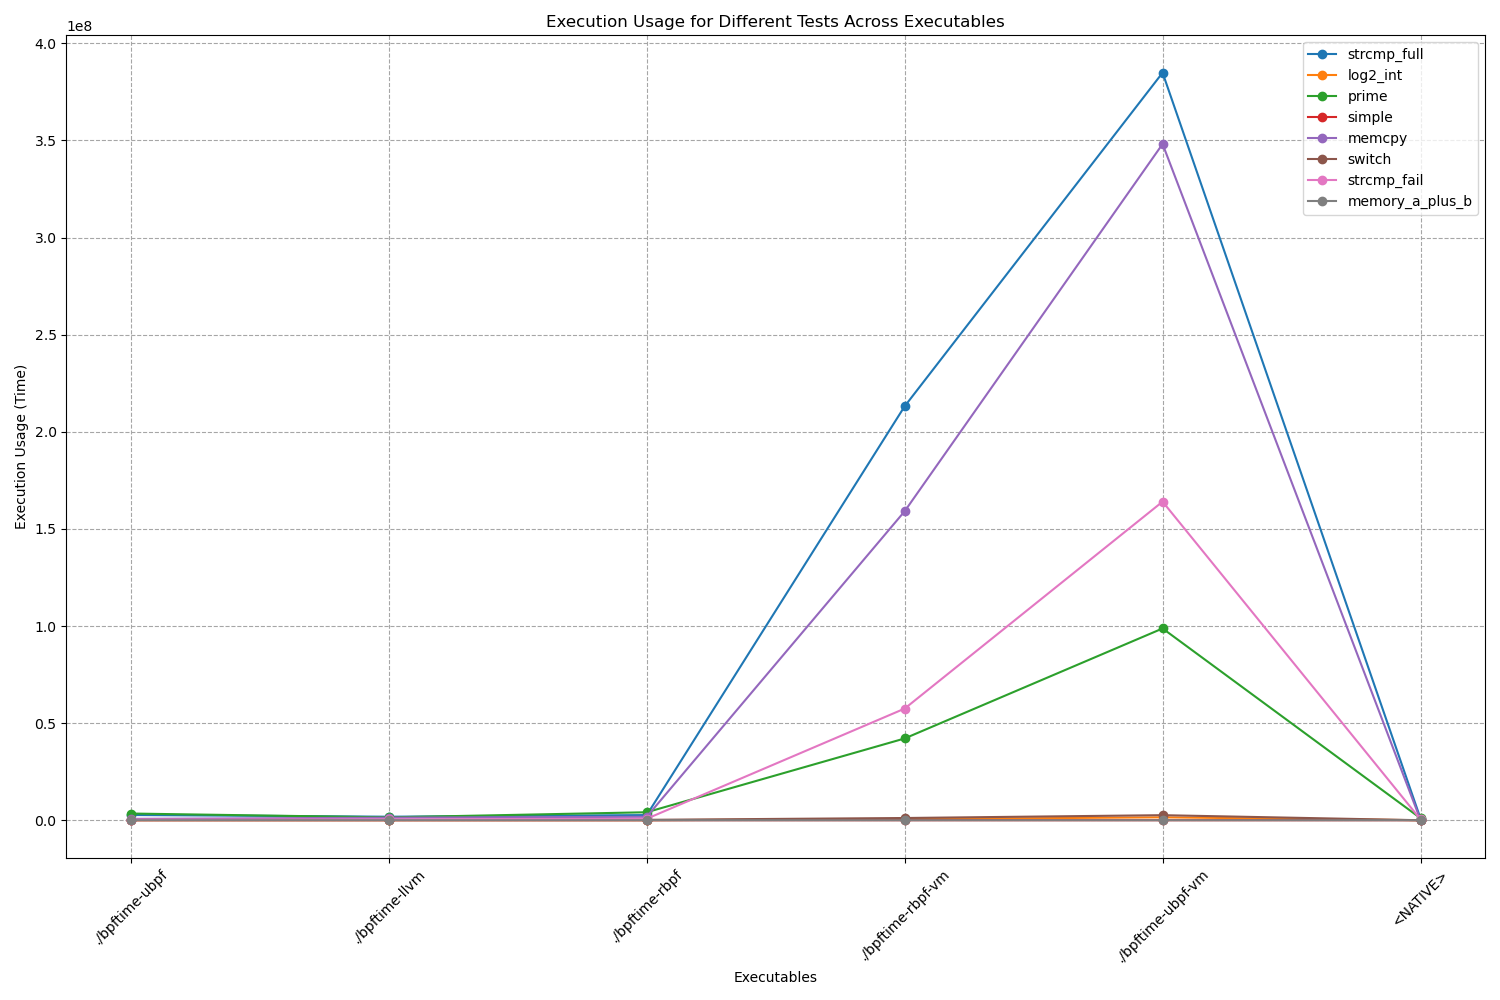 Execution Usage for Different Tests Across Executables
1e8
4.0
3.5
3.0
2.5
2.0
1.5
1.0
0.5
0.0
Execution Usage (Time)
strcmp_full
log2_int
prime
simple
memcpy
switch
strcmp_fail
memory_a_plus_b
./bpftime-ubpf
./bpftime-llvm
./bpftime-rbpf
./bpftime-rbpf-vm
./bpftime-ubpf-vm
<NATIVE>
Executables